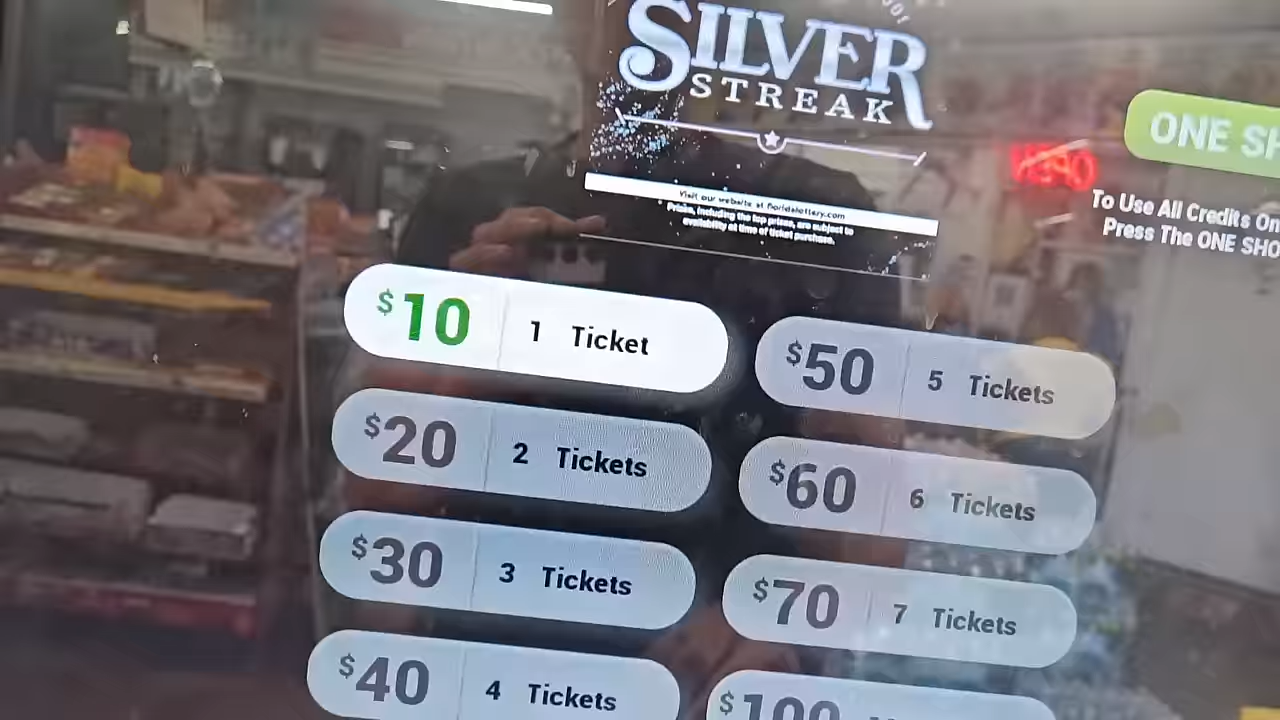 SILVER
STREAK
Visit our website at floridalottery.com
Prizes, including the top prizes, are subject to
availability at time of ticket purchase.
ONE SH
To Use All Credits On
Press The ONE SHO
$10 1 Ticket
$20 2 Tickets
$30 3 Tickets
$40 4 Tickets
$50 5 Tickets
$60 6 Tickets
$70 7 Tickets
$100